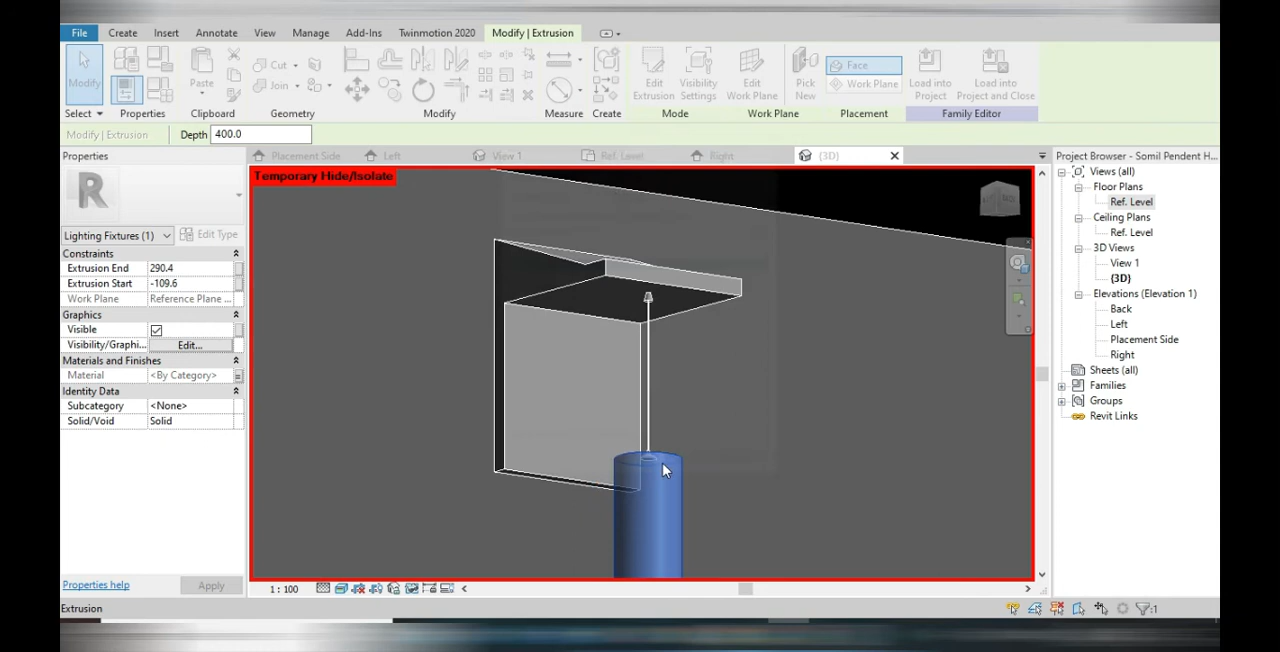 File Create Insert Annotate View Manage Add-Ins Twinmotion 2020 Modify | Extrusion
Cut
Face
Join
Work Plane
Modify
Paste
Edit Extrusion
Visibility Settings
Edit Work Plane
Pick New
Load into Project
Load into Project and Close
Select Properties Clipboard Geometry Modify Measure Create Mode Work Plane Placement Family Editor
Modify | Extrusion Depth 400.0
Properties
Placement Side Left View 1 Ref. Level Right (3D)
Project Browser - Somil Pendent H...
Temporary Hide/Isolate
Views (all)
Floor Plans
Ref. Level
Ceiling Plans
Ref. Level
3D Views
View 1
(3D)
Elevations (Elevation 1)
Back
Left
Placement Side
Right
Sheets (all)
Families
Groups
Revit Links
R
Lighting Fixtures (1) Edit Type
Constraints
Extrusion End 290.4
Extrusion Start -109.6
Work Plane Reference Plane ...
Graphics
Visible
Visibility/Graphi... Edit...
Materials and Finishes
Material <By Category>
Identity Data
Subcategory <None>
Solid/Void Solid
Properties help Apply
1 : 100
Extrusion
:1